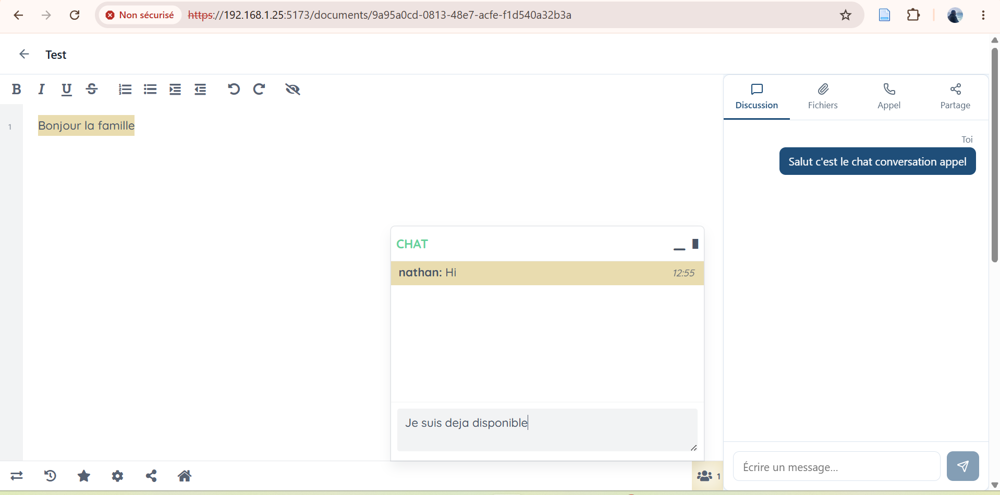 Non sécurisé https://192.168.1.25:5173/documents/9a95a0cd-0813-48e7-acfe-f1d540a32b3a
Test
B I U S
Discussion Fichiers Appel Partage
1 Bonjour la famille
Toi
Salut c'est le chat conversation appel
CHAT
nathan: Hi 12:55
Je suis deja disponible
Écrire un message...
1